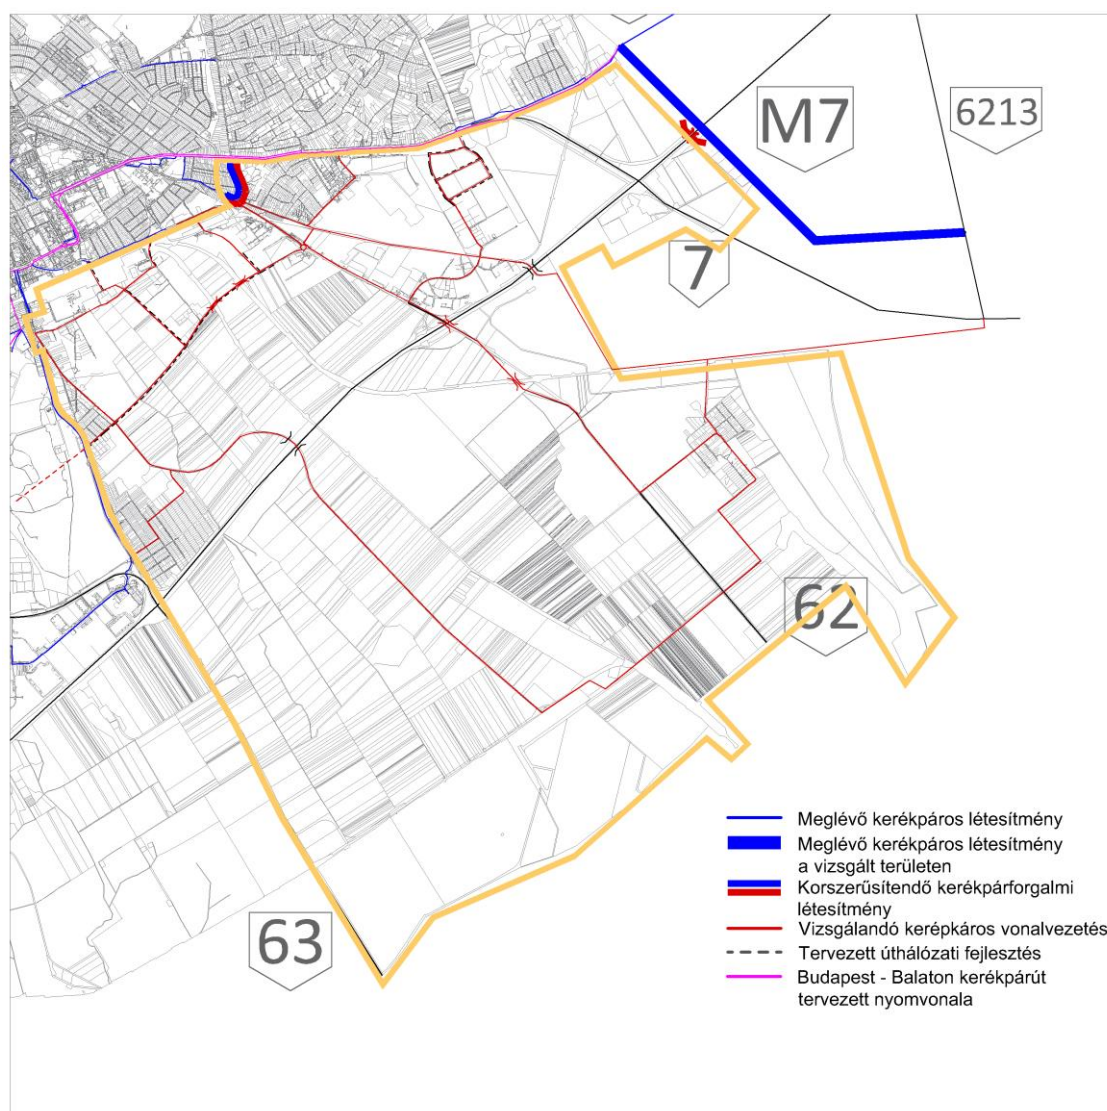 M7
6213
7
62
63
Meglévő kerékpáros létesítmény
Meglévő kerékpáros létesítmény
a vizsgált területen
Korszerűsítendő kerékpárforgalmi
létesítmény
Vizsgálandó kerépkáros vonalvezetés
Tervezett úthálózati fejlesztés
Budapest - Balaton kerékpárút
tervezett nyomvonala